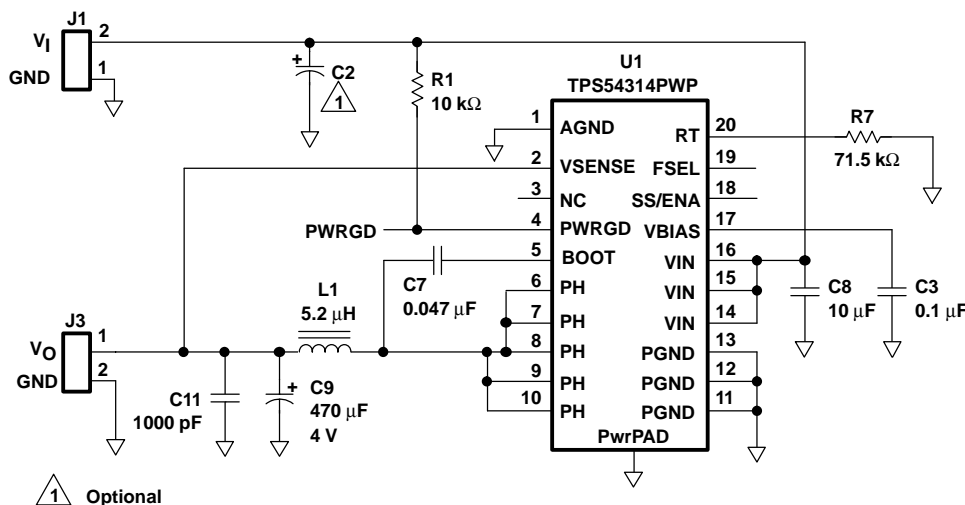 J1
VI
2
GND
1
C2
1
R1
10 kΩ
U1
TPS54314PWP
1 AGND
2 VSENSE
3 NC
4 PWRGD
5 BOOT
6 PH
7 PH
8 PH
9 PH
10 PH
RT 20
FSEL 19
SS/ENA 18
VBIAS 17
VIN 16
VIN 15
VIN 14
PGND 13
PGND 12
PGND 11
PwrPAD
R7
71.5 kΩ
PWRGD
C7
0.047 μF
L1
5.2 μH
C8
10 μF
C3
0.1 μF
J3
VO
1
GND
2
C11
1000 pF
+
C9
470 μF
4 V
+
1 Optional